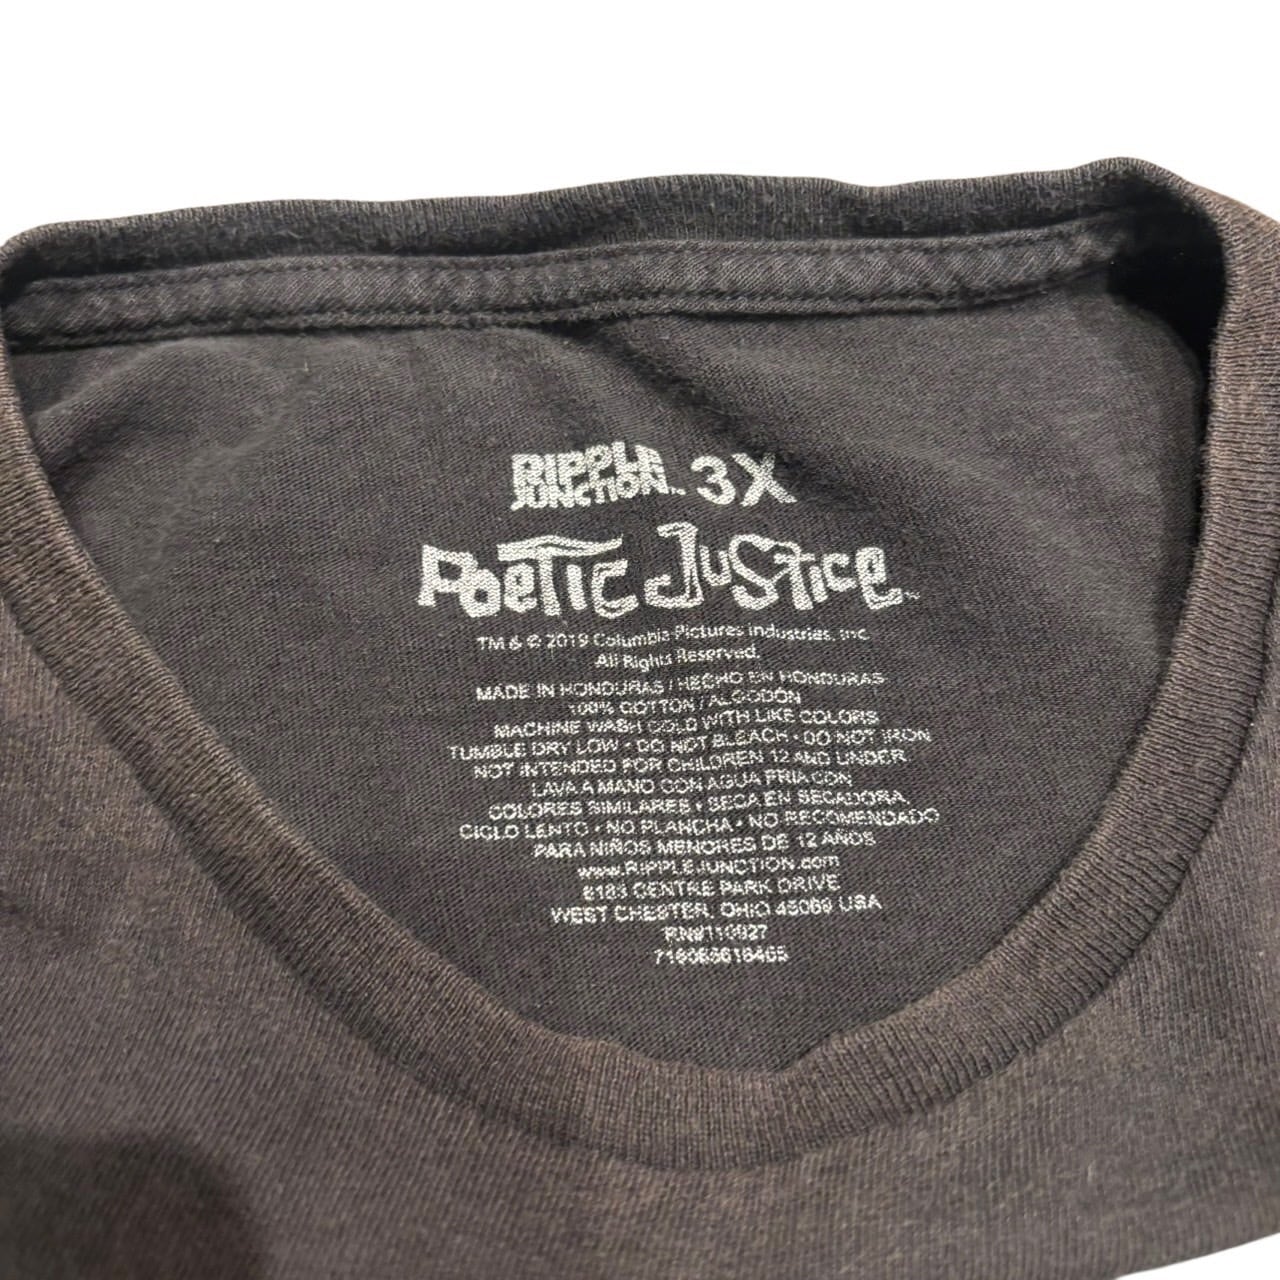 RIPPLE JUNCTION™ 3X
POETIC JUSTICE™
TM & © 2019 Columbia Pictures Industries, Inc.
All Rights Reserved.
MADE IN HONDURAS / HECHO EN HONDURAS
100% COTTON / ALGODÓN
MACHINE WASH COLD WITH LIKE COLORS
TUMBLE DRY LOW • DO NOT BLEACH • DO NOT IRON
NOT INTENDED FOR CHILDREN 12 AND UNDER.
LAVA A MANO CON AGUA FRIA CON
COLORES SIMILARES • SECA EN SECADORA,
CICLO LENTO • NO PLANCHA • NO RECOMENDADO
PARA NIÑOS MENORES DE 12 AÑOS
www.RIPPLEJUNCTION.com
CENTRE PARK DRIVE
WEST CHESTER, OHIO 45069 USA